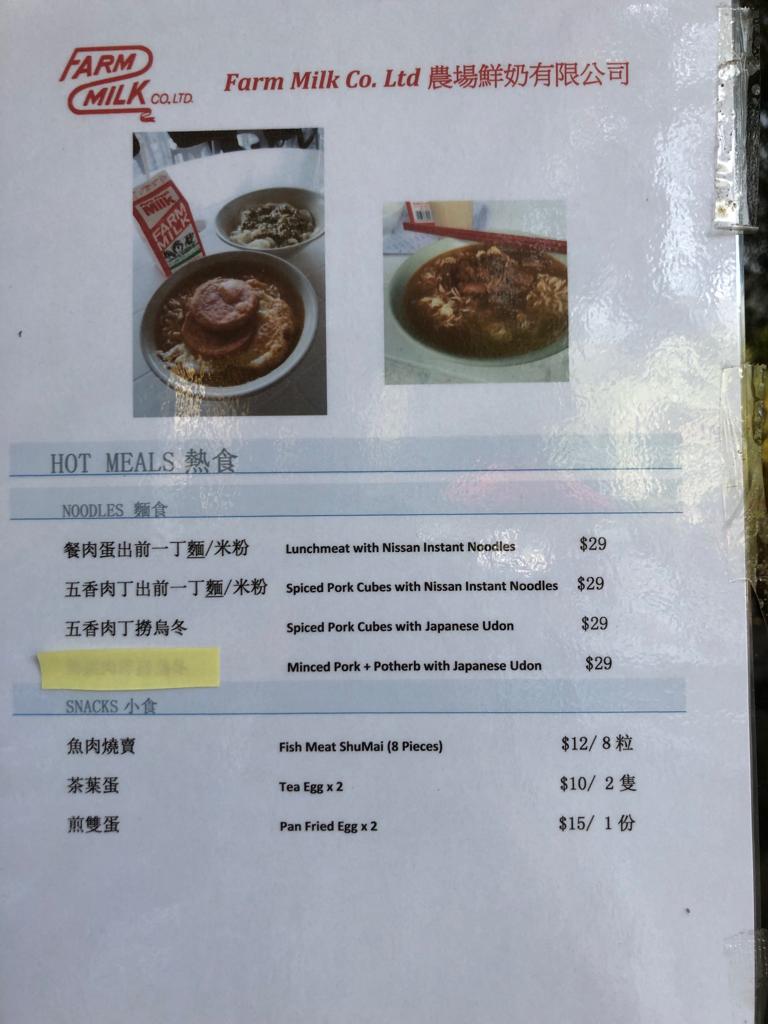 FARM
MILK CO. LTD.
Farm Milk Co. Ltd 農場鮮奶有限公司
Milk
FARM
MILK
HOT MEALS 熱食
NOODLES 麵食
餐肉蛋出前一丁麵/米粉 Lunchmeat with Nissan Instant Noodles $29
五香肉丁出前一丁麵/米粉 Spiced Pork Cubes with Nissan Instant Noodles $29
五香肉丁撈烏冬 Spiced Pork Cubes with Japanese Udon $29
Minced Pork + Potherb with Japanese Udon $29
SNACKS 小食
魚肉燒賣 Fish Meat ShuMai (8 Pieces) $12/ 8 粒
茶葉蛋 Tea Egg x 2 $10/ 2 隻
煎雙蛋 Pan Fried Egg x 2 $15/ 1 份